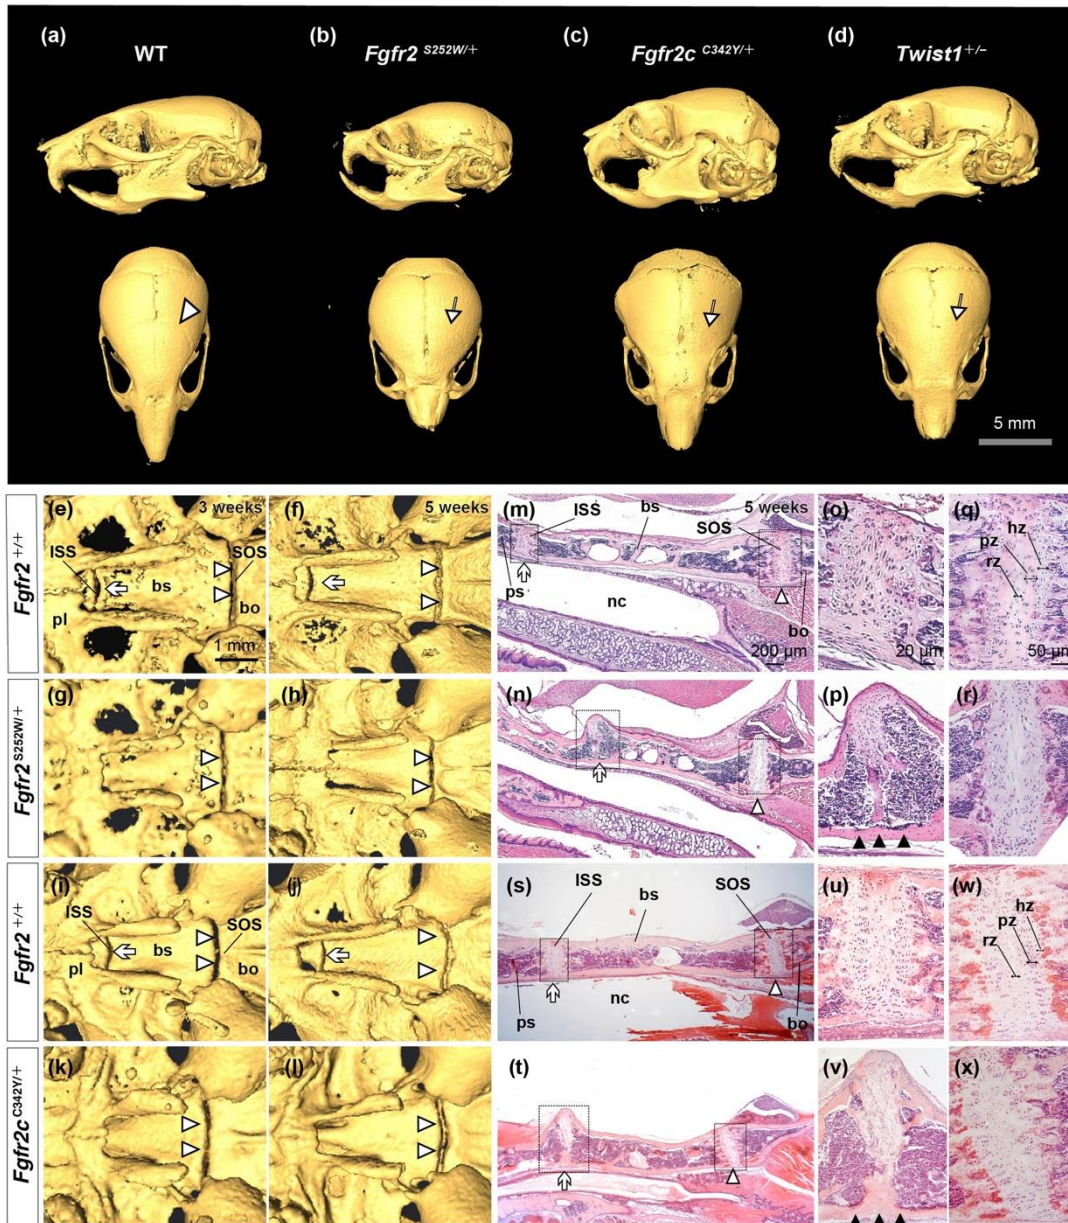 (a) (b) (c) (d)
WT Fgfr2 S252W/+ Fgfr2c C342Y/+ Twist1+/−
5 mm
Fgfr2 +/+
(e) 3 weeks (f) 5 weeks (m) ISS bs SOS 5 weeks (o) (q)
ISS SOS hz
bs pz
rz
ps
pl bo nc bo
1 mm 200 µm 20 µm 50 µm
Fgfr2 S252W/+
(g) (h) (n) (p) (r)
Fgfr2 +/+
(i) (j) (s) ISS bs SOS (u) (w)
ISS SOS hz
pz
rz
pl bs bo nc
ps bo
Fgfr2c C342Y/+
(k) (l) (t) (v) (x)